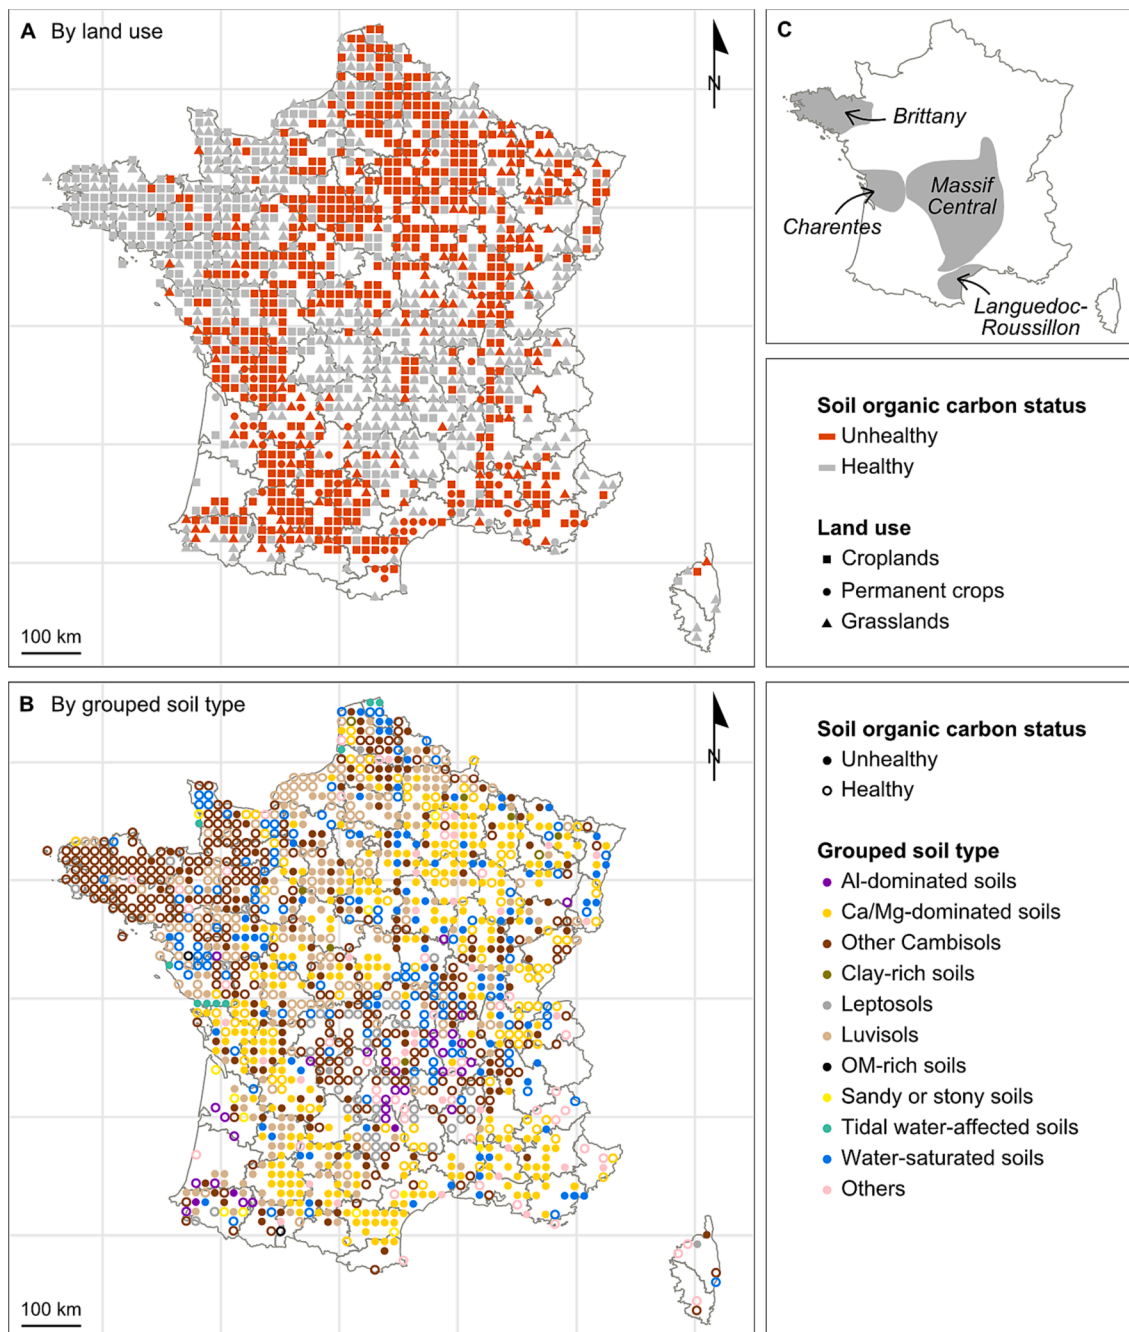 A By land use
N
100 km
C
Brittany
Massif
Central
Charentes
Languedoc-
Roussillon
Soil organic carbon status
Unhealthy
Healthy
Land use
Croplands
Permanent crops
Grasslands
B By grouped soil type
N
100 km
Soil organic carbon status
Unhealthy
Healthy
Grouped soil type
Al-dominated soils
Ca/Mg-dominated soils
Other Cambisols
Clay-rich soils
Leptosols
Luvisols
OM-rich soils
Sandy or stony soils
Tidal water-affected soils
Water-saturated soils
Others